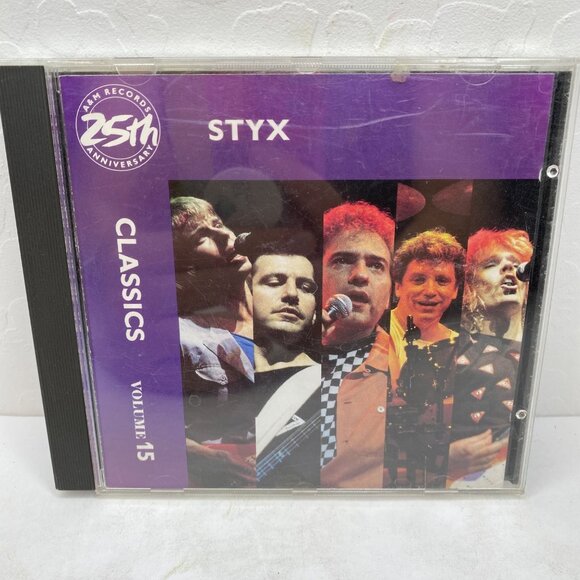 A&M RECORDS
25th
ANNIVERSARY
STYX
CLASSICS VOLUME 15